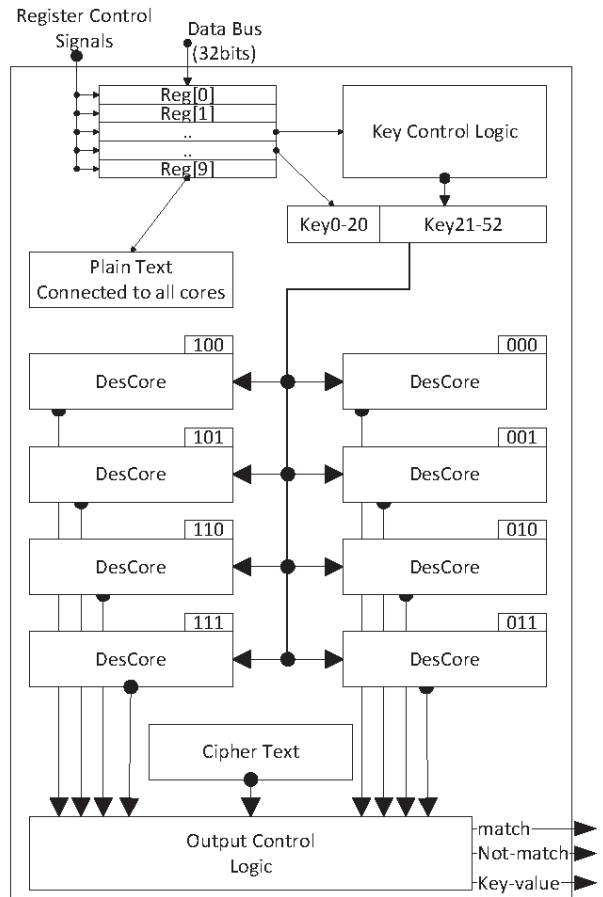 Register Control
Signals
Data Bus
(32bits)
Reg[0]
Reg[1]
..
..
Reg[9]
Key Control Logic
Key0-20
Key21-52
Plain Text
Connected to all cores
100
DesCore
000
DesCore
101
DesCore
001
DesCore
110
DesCore
010
DesCore
111
DesCore
011
DesCore
Cipher Text
Output Control
Logic
match
Not-match
Key-value